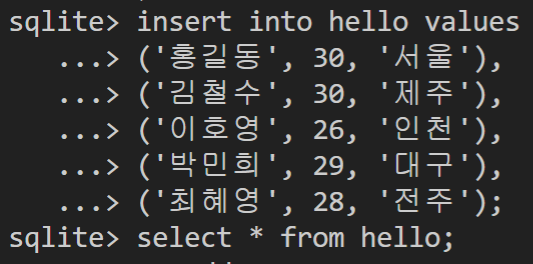 sqlite> insert into hello values
...> ('홍길동', 30, '서울'),
...> ('김철수', 30, '제주'),
...> ('이호영', 26, '인천'),
...> ('박민희', 29, '대구'),
...> ('최혜영', 28, '전주');
sqlite> select * from hello;